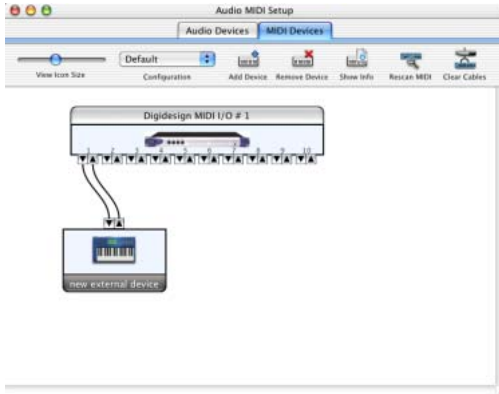 Audio MIDI Setup
Audio Devices MIDI Devices
Default
View Icon Size Configuration Add Device Remove Device Show Info Rescan MIDI Clear Cables
Digidesign MIDI I/O # 1
1 2 3 4 5 6 7 8 9 10
new external device